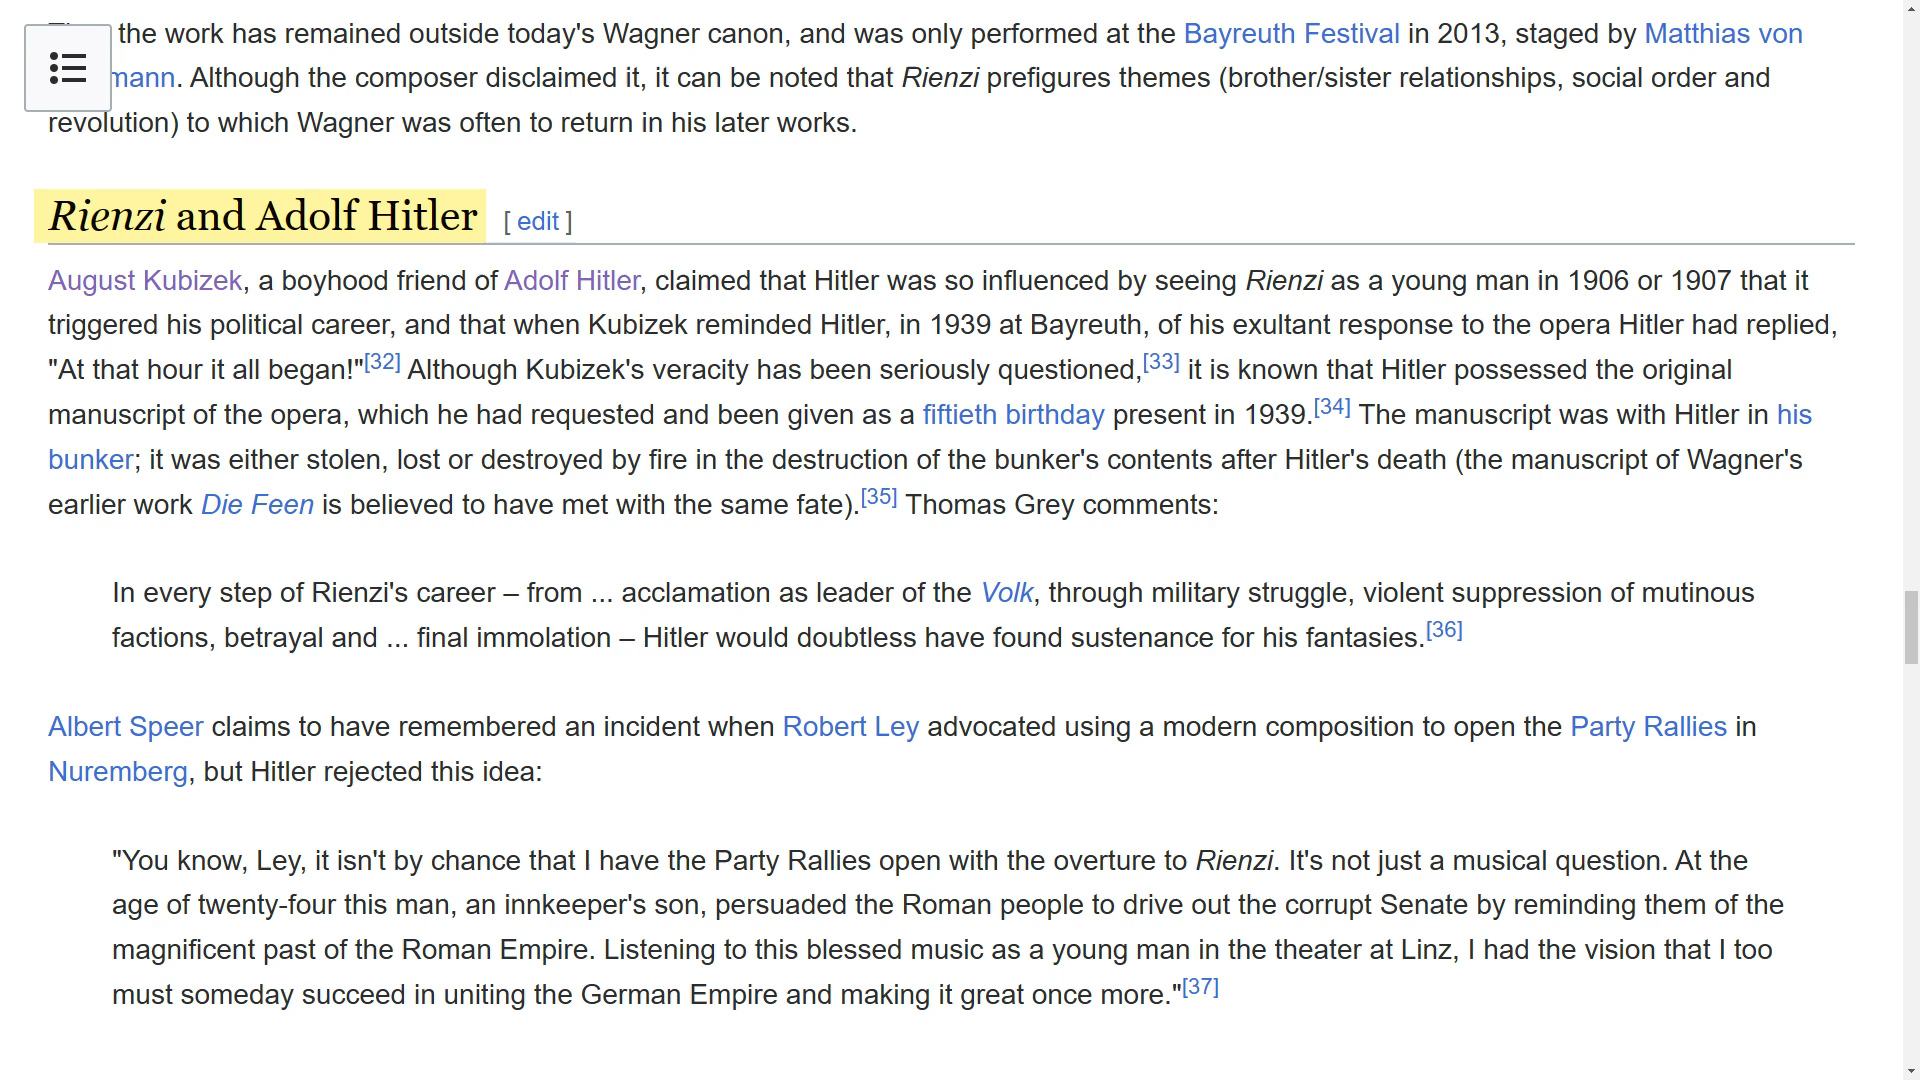 the work has remained outside today's Wagner canon, and was only performed at the Bayreuth Festival in 2013, staged by Matthias von
mann. Although the composer disclaimed it, it can be noted that Rienzi prefigures themes (brother/sister relationships, social order and
revolution) to which Wagner was often to return in his later works.
Rienzi and Adolf Hitler [ edit ]
August Kubizek, a boyhood friend of Adolf Hitler, claimed that Hitler was so influenced by seeing Rienzi as a young man in 1906 or 1907 that it
triggered his political career, and that when Kubizek reminded Hitler, in 1939 at Bayreuth, of his exultant response to the opera Hitler had replied,
"At that hour it all began!"[32] Although Kubizek's veracity has been seriously questioned,[33] it is known that Hitler possessed the original
manuscript of the opera, which he had requested and been given as a fiftieth birthday present in 1939.[34] The manuscript was with Hitler in his
bunker; it was either stolen, lost or destroyed by fire in the destruction of the bunker's contents after Hitler's death (the manuscript of Wagner's
earlier work Die Feen is believed to have met with the same fate).[35] Thomas Grey comments:
In every step of Rienzi's career – from ... acclamation as leader of the Volk, through military struggle, violent suppression of mutinous
factions, betrayal and ... final immolation – Hitler would doubtless have found sustenance for his fantasies.[36]
Albert Speer claims to have remembered an incident when Robert Ley advocated using a modern composition to open the Party Rallies in
Nuremberg, but Hitler rejected this idea:
"You know, Ley, it isn't by chance that I have the Party Rallies open with the overture to Rienzi. It's not just a musical question. At the
age of twenty-four this man, an innkeeper's son, persuaded the Roman people to drive out the corrupt Senate by reminding them of the
magnificent past of the Roman Empire. Listening to this blessed music as a young man in the theater at Linz, I had the vision that I too
must someday succeed in uniting the German Empire and making it great once more."[37]